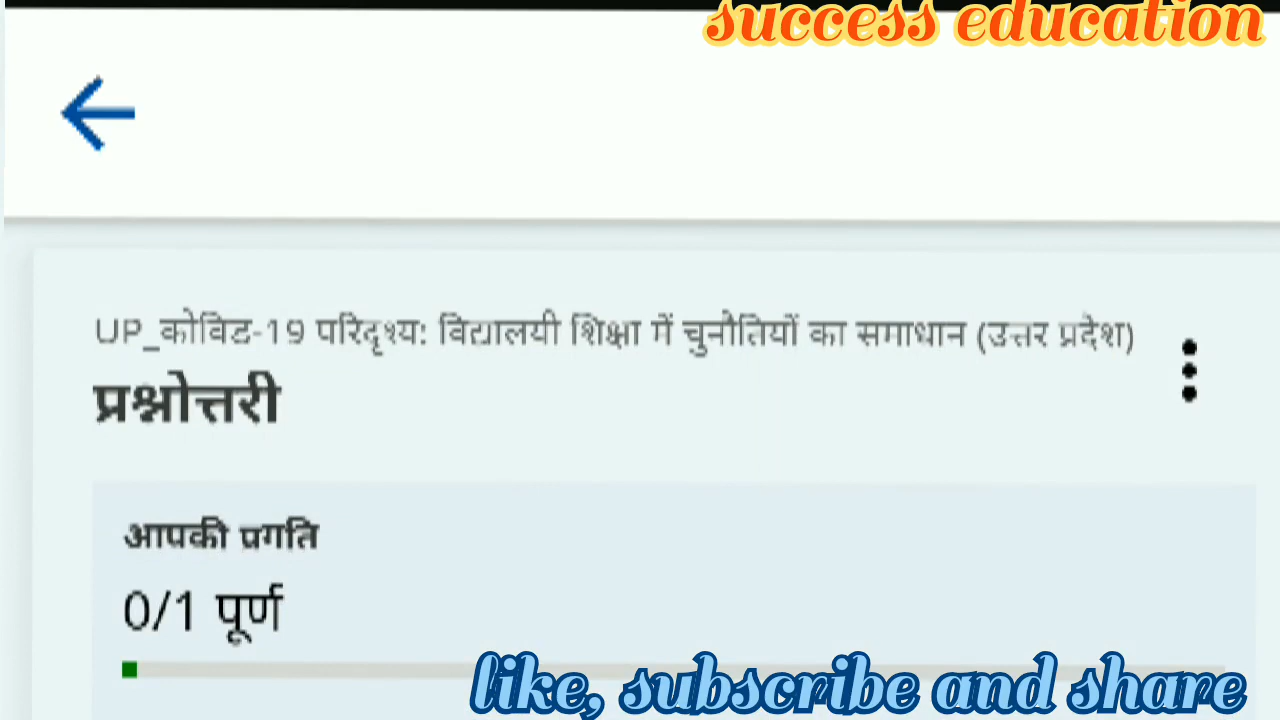 success education
UP_कोविड-19 परिदृश्य: विद्यालयी शिक्षा में चुनौतियों का समाधान (उत्तर प्रदेश)
प्रश्नोत्तरी
आपकी प्रगति
0/1 पूर्ण
like, subscribe and share